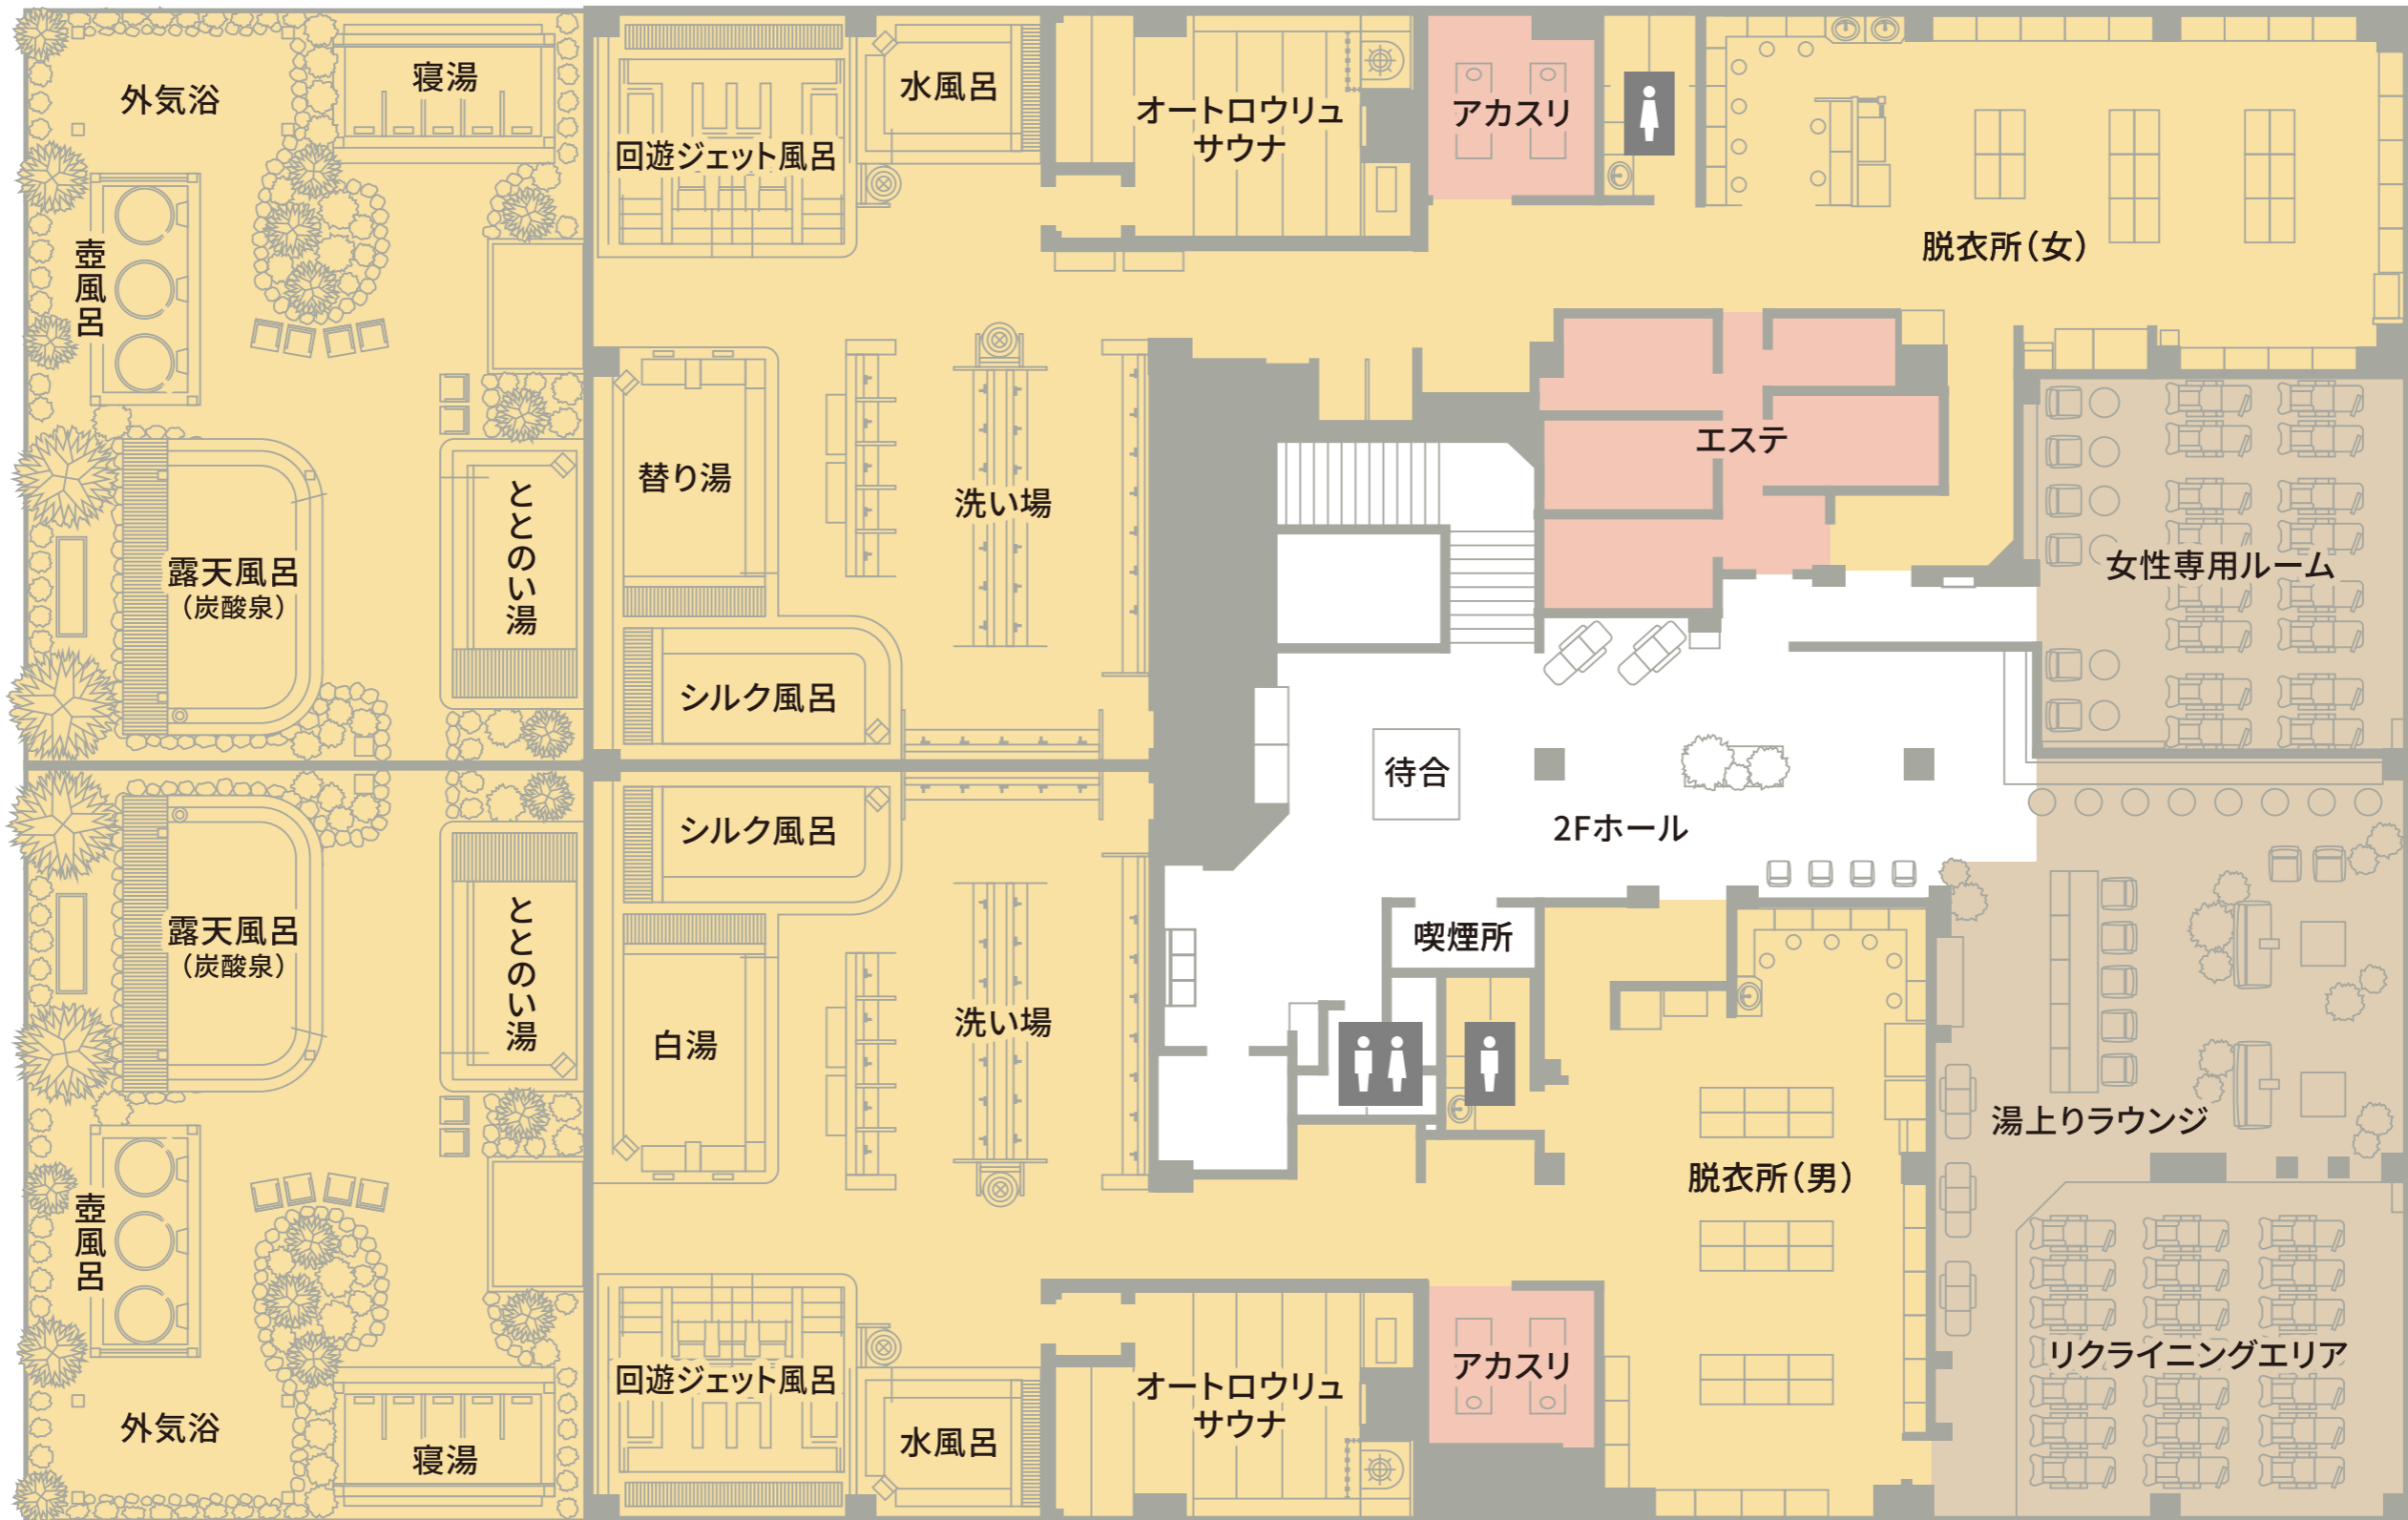 外気浴
寝湯
壺風呂
露天風呂
（炭酸泉）
ととのい湯
回遊ジェット風呂
水風呂
オートロウリュ
サウナ
アカスリ
脱衣所（女）
替り湯
洗い場
シルク風呂
エステ
女性専用ルーム
待合
2Fホール
シルク風呂
喫煙所
露天風呂
（炭酸泉）
ととのい湯
白湯
洗い場
脱衣所（男）
湯上りラウンジ
壺風呂
外気浴
寝湯
回遊ジェット風呂
水風呂
オートロウリュ
サウナ
アカスリ
リクライニングエリア